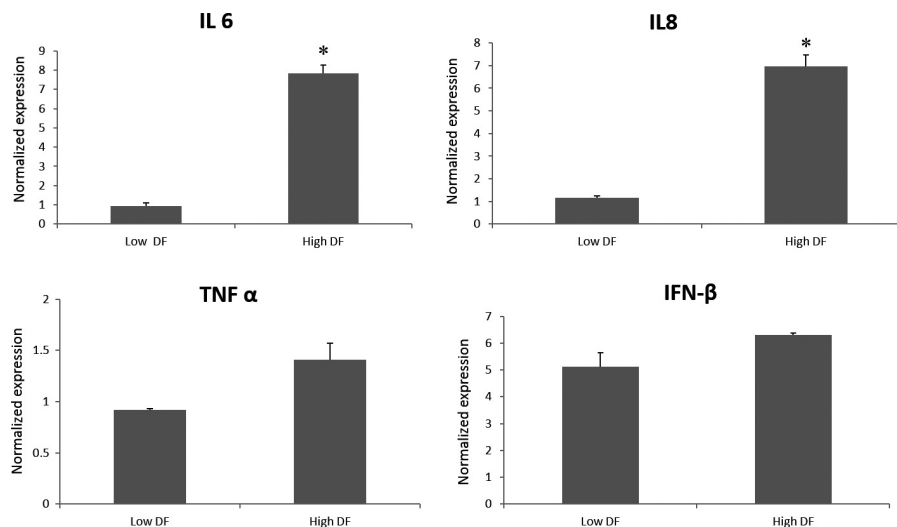 IL 6
Normalized expression
9
8
7
6
5
4
3
2
1
0
*
Low DF
High DF
IL8
Normalized expression
8
7
6
5
4
3
2
1
0
*
Low DF
High DF
TNF α
Normalized expression
2
1.5
1
0.5
0
Low DF
High DF
IFN-β
Normalized expression
7
6
5
4
3
2
1
0
Low DF
High DF